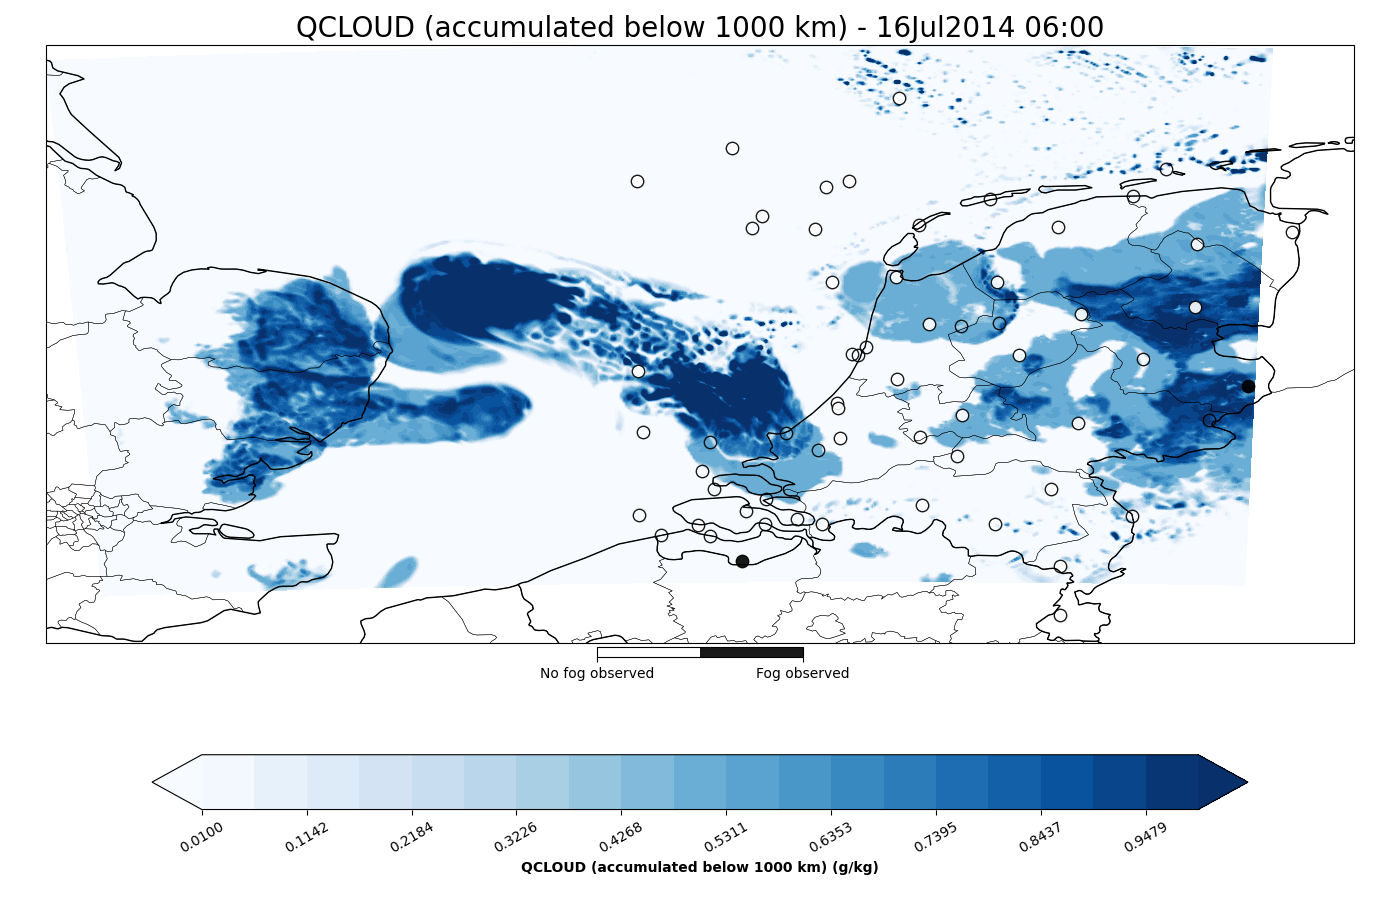 QCLOUD (accumulated below 1000 km) - 16Jul2014 06:00
No fog observed
Fog observed
0.0100
0.1142
0.2184
0.3226
0.4268
0.5311
0.6353
0.7395
0.8437
0.9479
QCLOUD (accumulated below 1000 km) (g/kg)